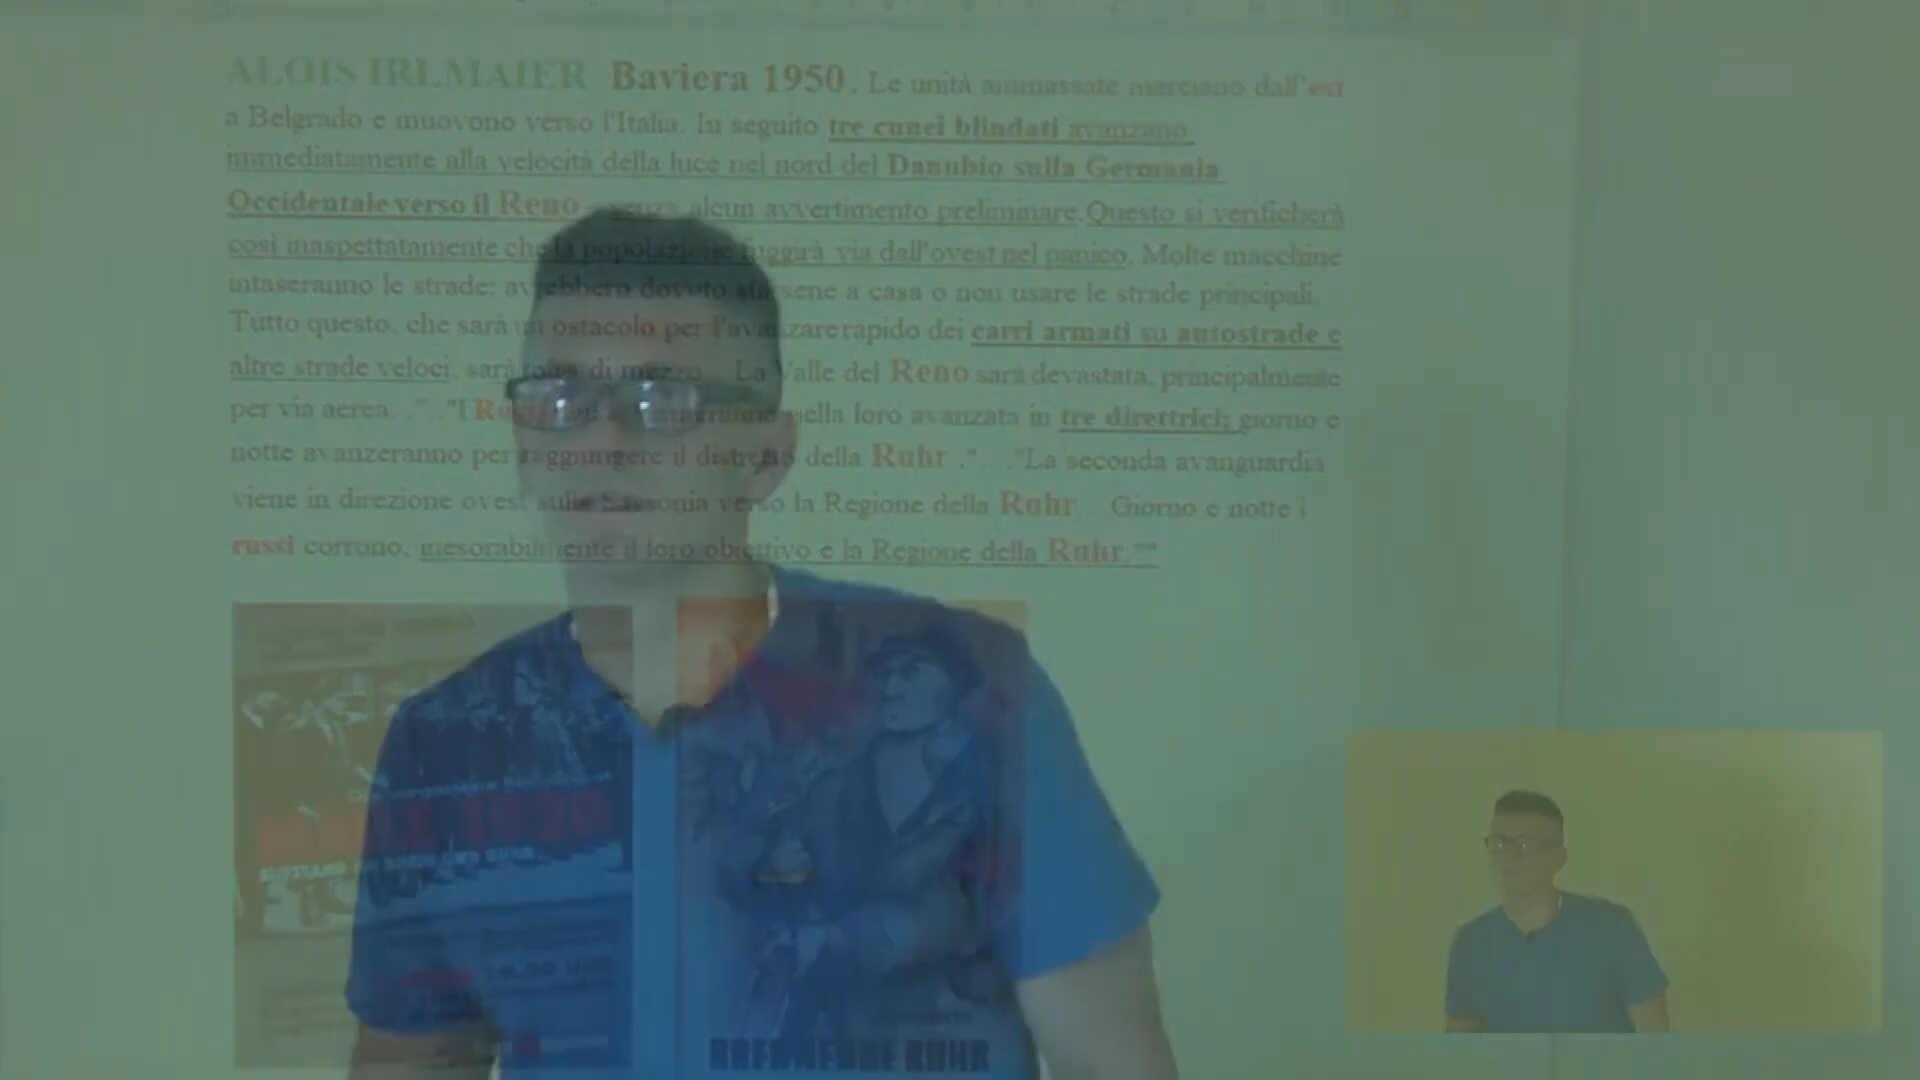 ALOIS IRLMAIER Baviera 1950 . Le unità ammassate marciano dall'est
a Belgrado e muovono verso l'Italia. In seguito tre cunei blindati avanzano
immediatamente alla velocità della luce nel nord del Danubio sulla Germania
Occidentale verso il Reno - senza alcun avvertimento preliminare.Questo si verificherà
così inaspettatamente che la popolazione fuggirà via dall'ovest nel panico. Molte macchine
intaseranno le strade: avrebbero dovuto starsene a casa o non usare le strade principali.
Tutto questo, che sarà un ostacolo per l'avanzare rapido dei carri armati su autostrade e
altre strade veloci, sarà tolto di mezzo... La Valle del Reno sarà devastata, principalmente
per via aerea. .".."I nella loro avanzata in tre direttrici; giorno e
notte avanzeranno per raggiungere il distretto della Ruhr ." ..."La seconda avanguardia
viene in direzione ovest sulla Sassonia verso la Regione della Ruhr... Giorno e notte i
russi corrono, inesorabilmente il loro obiettivo è la Regione della Ruhr.""
AUFSTAND AN RHEIN UND RUHR
RUHR